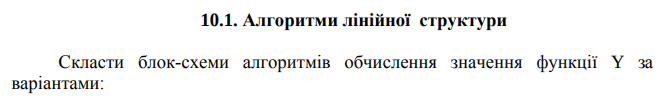 10.1. Алгоритми лінійної структури
Скласти блок-схеми алгоритмів обчислення значення функції Y за
варіантами: